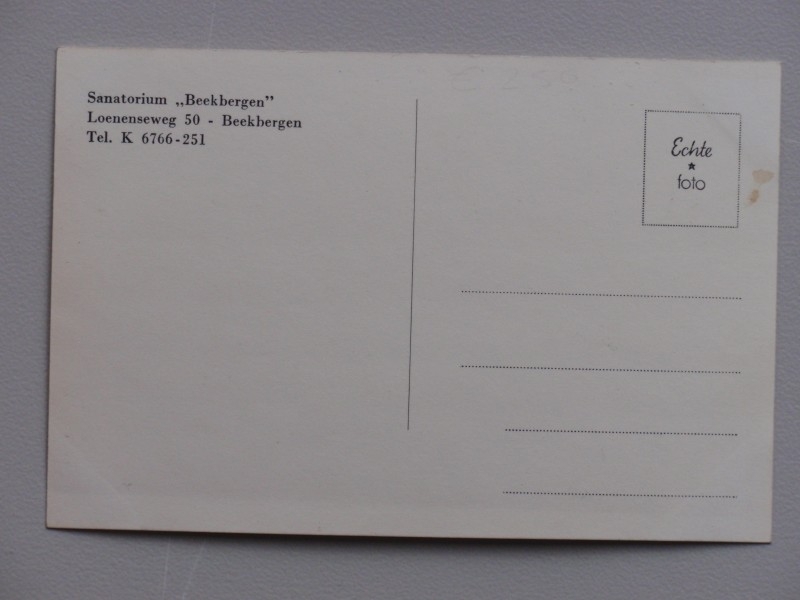 Sanatorium „Beekbergen”
Loenenseweg 50 - Beekbergen
Tel. K 6766-251
Echte
foto